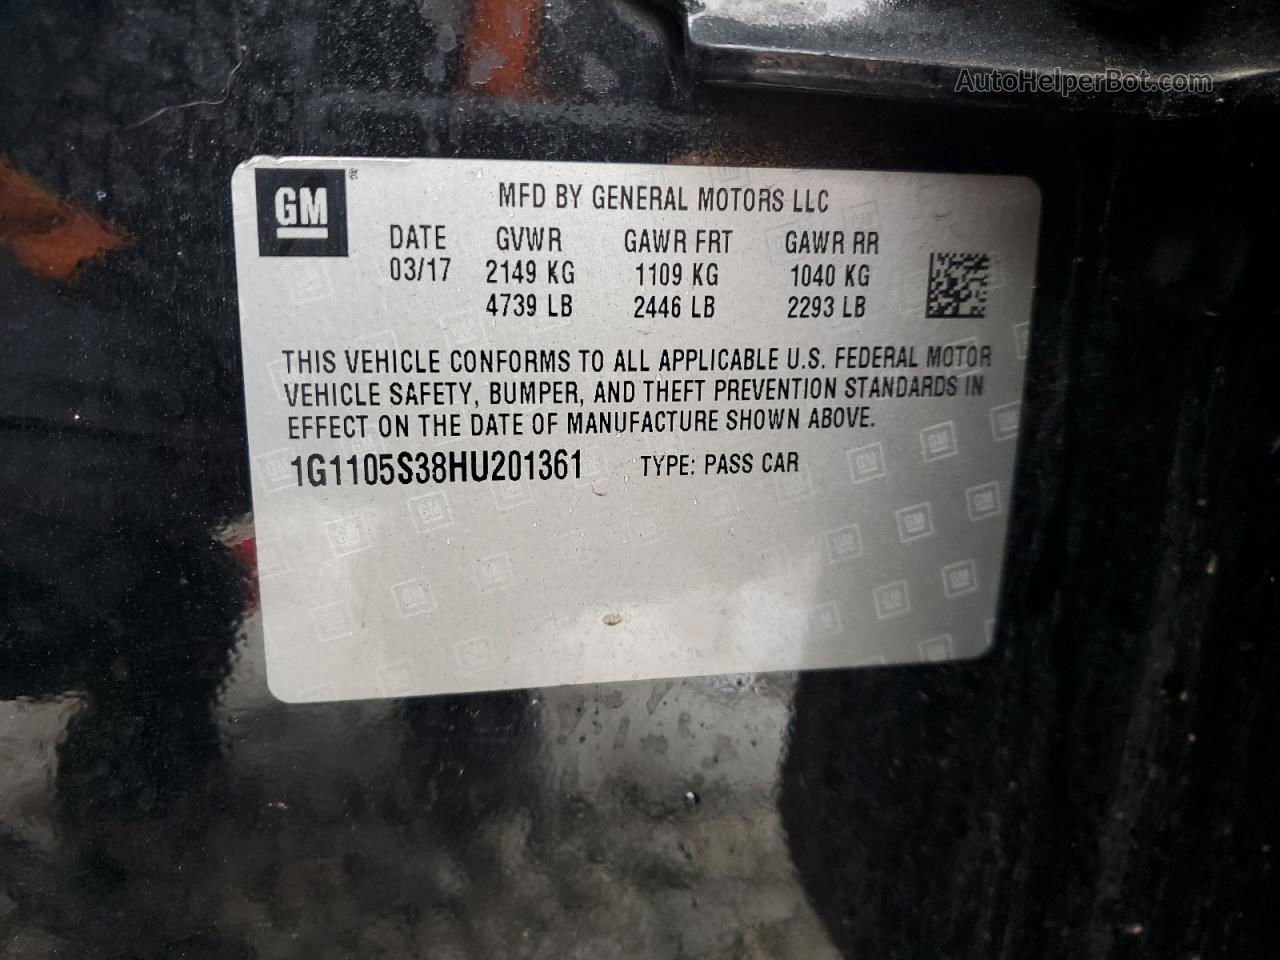 AutoHelperBot.com
GM ®
MFD BY GENERAL MOTORS LLC
DATE GVWR GAWR FRT GAWR RR
03/17 2149 KG 1109 KG 1040 KG
4739 LB 2446 LB 2293 LB
THIS VEHICLE CONFORMS TO ALL APPLICABLE U.S. FEDERAL MOTOR
VEHICLE SAFETY, BUMPER, AND THEFT PREVENTION STANDARDS IN
EFFECT ON THE DATE OF MANUFACTURE SHOWN ABOVE.
1G1105S38HU201361 TYPE: PASS CAR